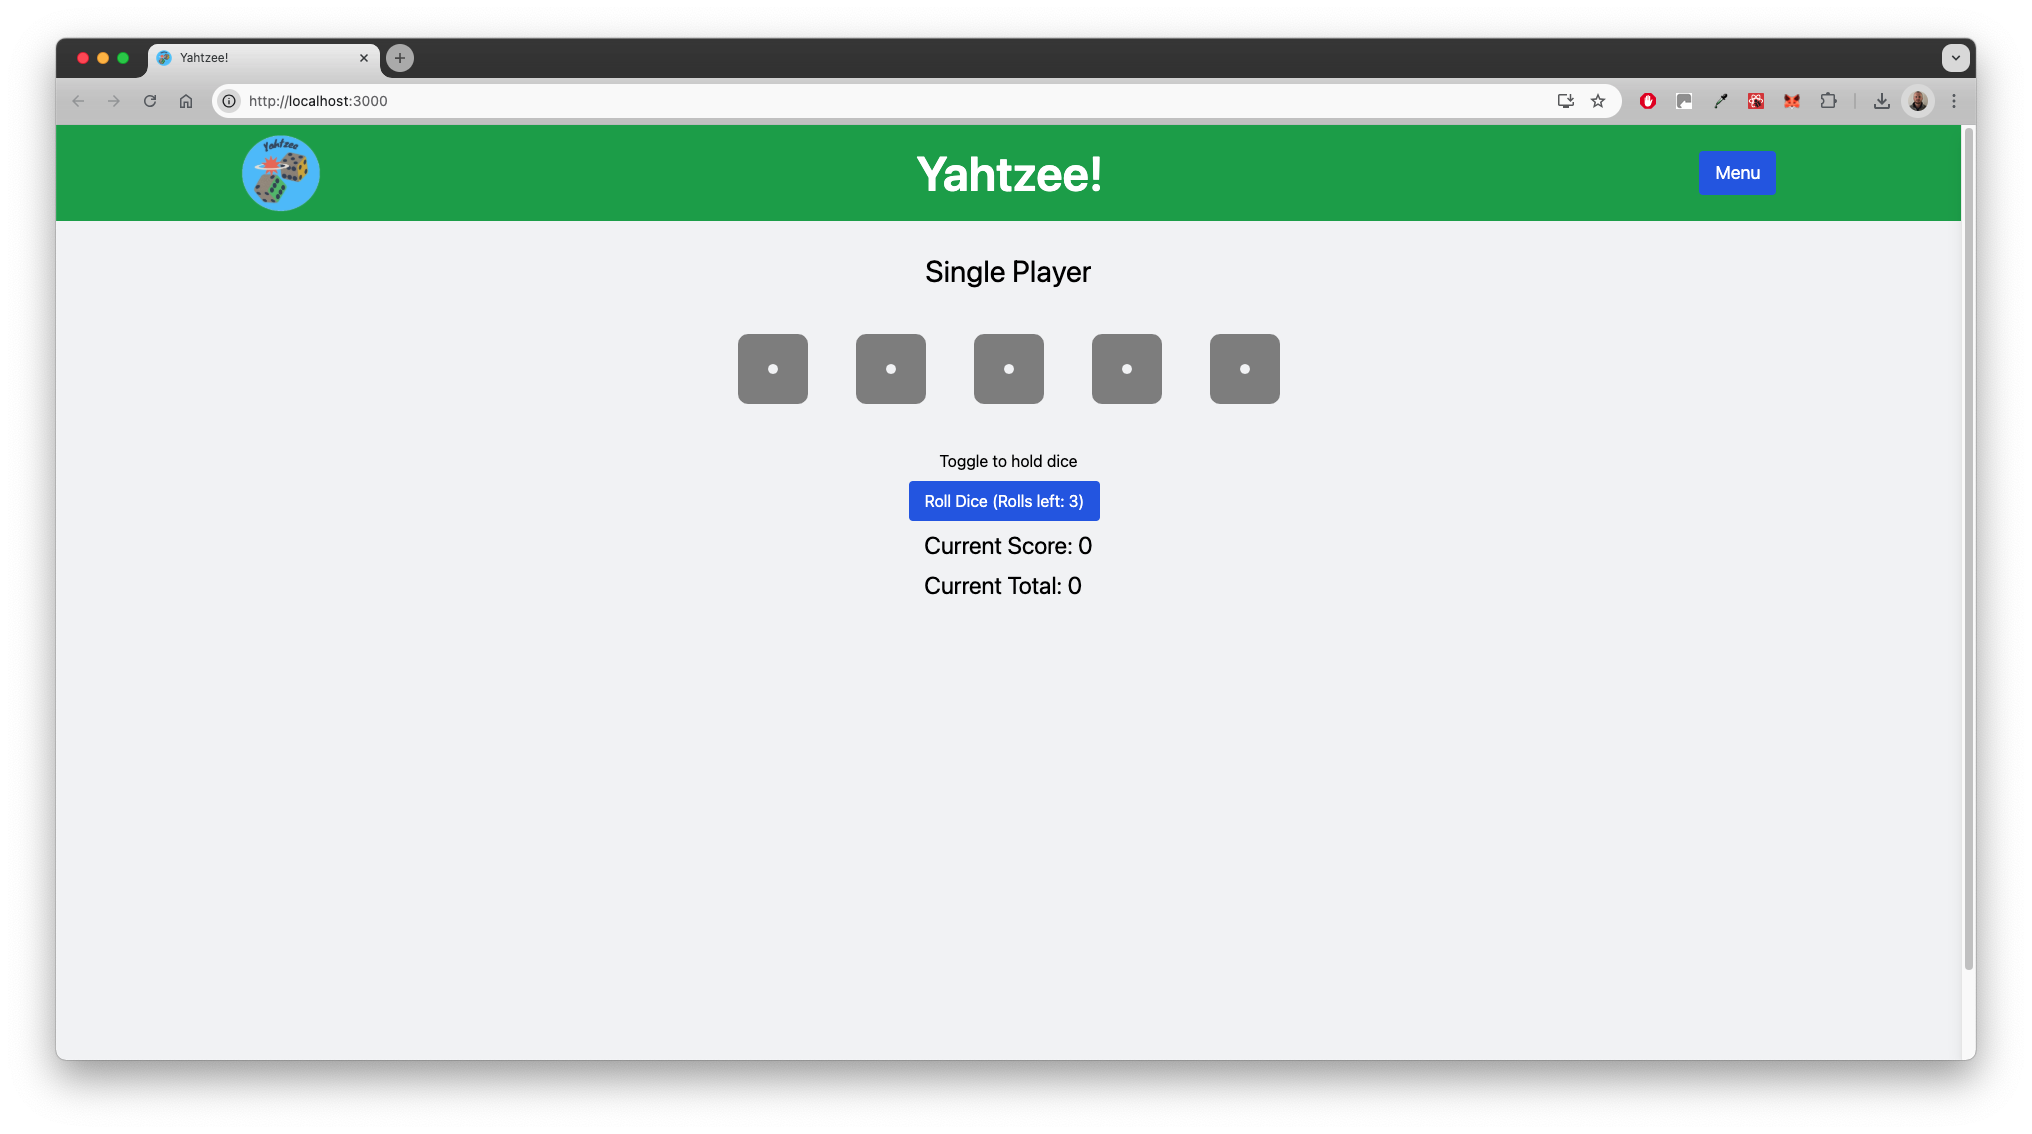 Yahtzee!
http://localhost:3000
Yahtzee
Yahtzee!
Menu
Single Player
Toggle to hold dice
Roll Dice (Rolls left: 3)
Current Score: 0
Current Total: 0